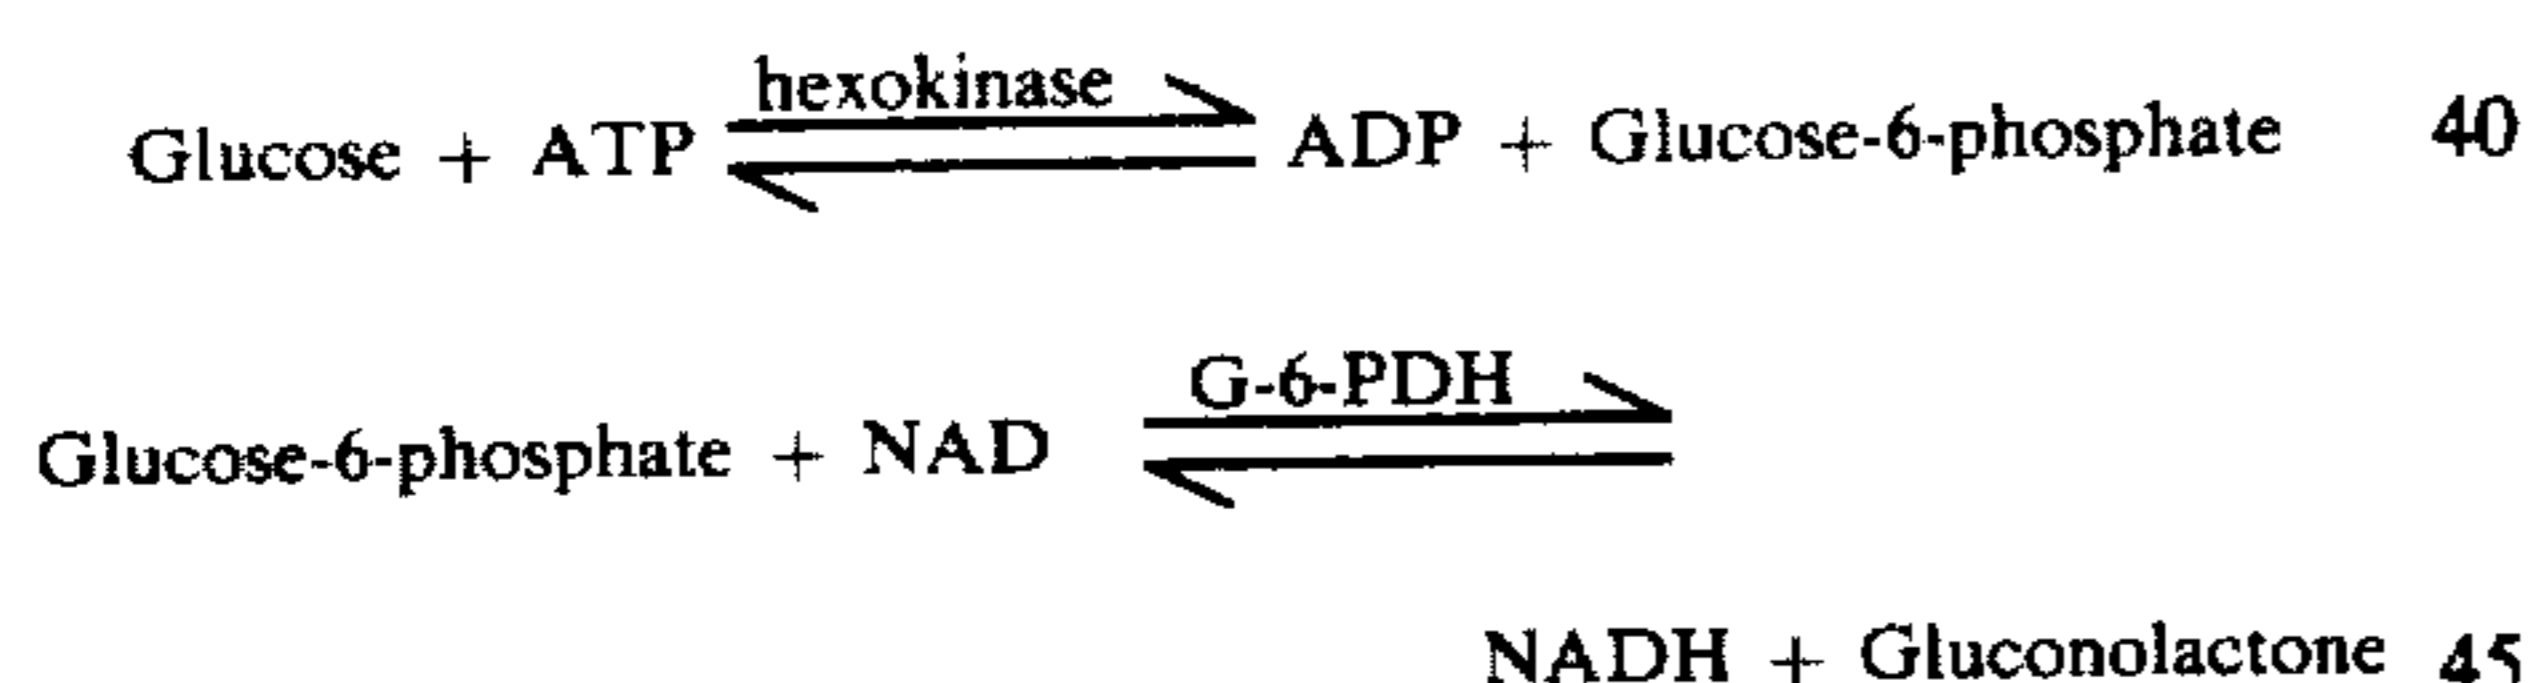 hexokinase
Glucose + ATP ⇌ ADP + Glucose-6-phosphate 40
G-6-PDH
Glucose-6-phosphate + NAD ⇌
NADH + Gluconolactone 45